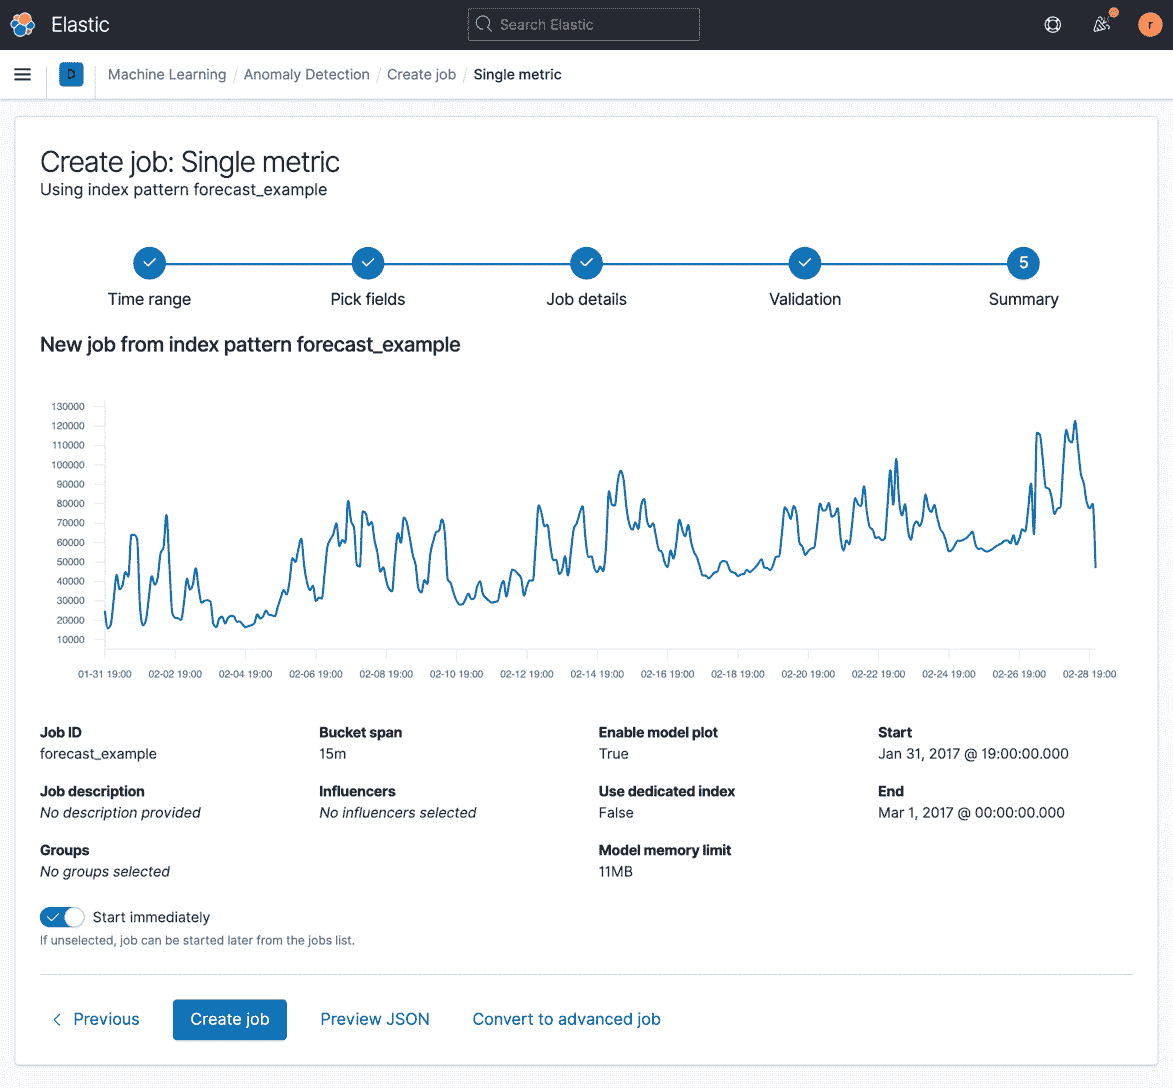 Elastic
Search Elastic
r
D
Machine Learning / Anomaly Detection / Create job / Single metric
Create job: Single metric
Using index pattern forecast_example
5
Time range
Pick fields
Job details
Validation
Summary
New job from index pattern forecast_example
130000
120000
110000
100000
90000
80000
70000
60000
50000
40000
30000
20000
10000
01-31 19:00 02-02 19:00 02-04 19:00 02-06 19:00 02-08 19:00 02-10 19:00 02-12 19:00 02-14 19:00 02-16 19:00 02-18 19:00 02-20 19:00 02-22 19:00 02-24 19:00 02-26 19:00 02-28 19:00
Job ID
forecast_example
Job description
No description provided
Groups
No groups selected
Bucket span
15m
Influencers
No influencers selected
Enable model plot
True
Use dedicated index
False
Model memory limit
11MB
Start
Jan 31, 2017 @ 19:00:00.000
End
Mar 1, 2017 @ 00:00:00.000
Start immediately
If unselected, job can be started later from the jobs list.
Previous
Create job
Preview JSON
Convert to advanced job